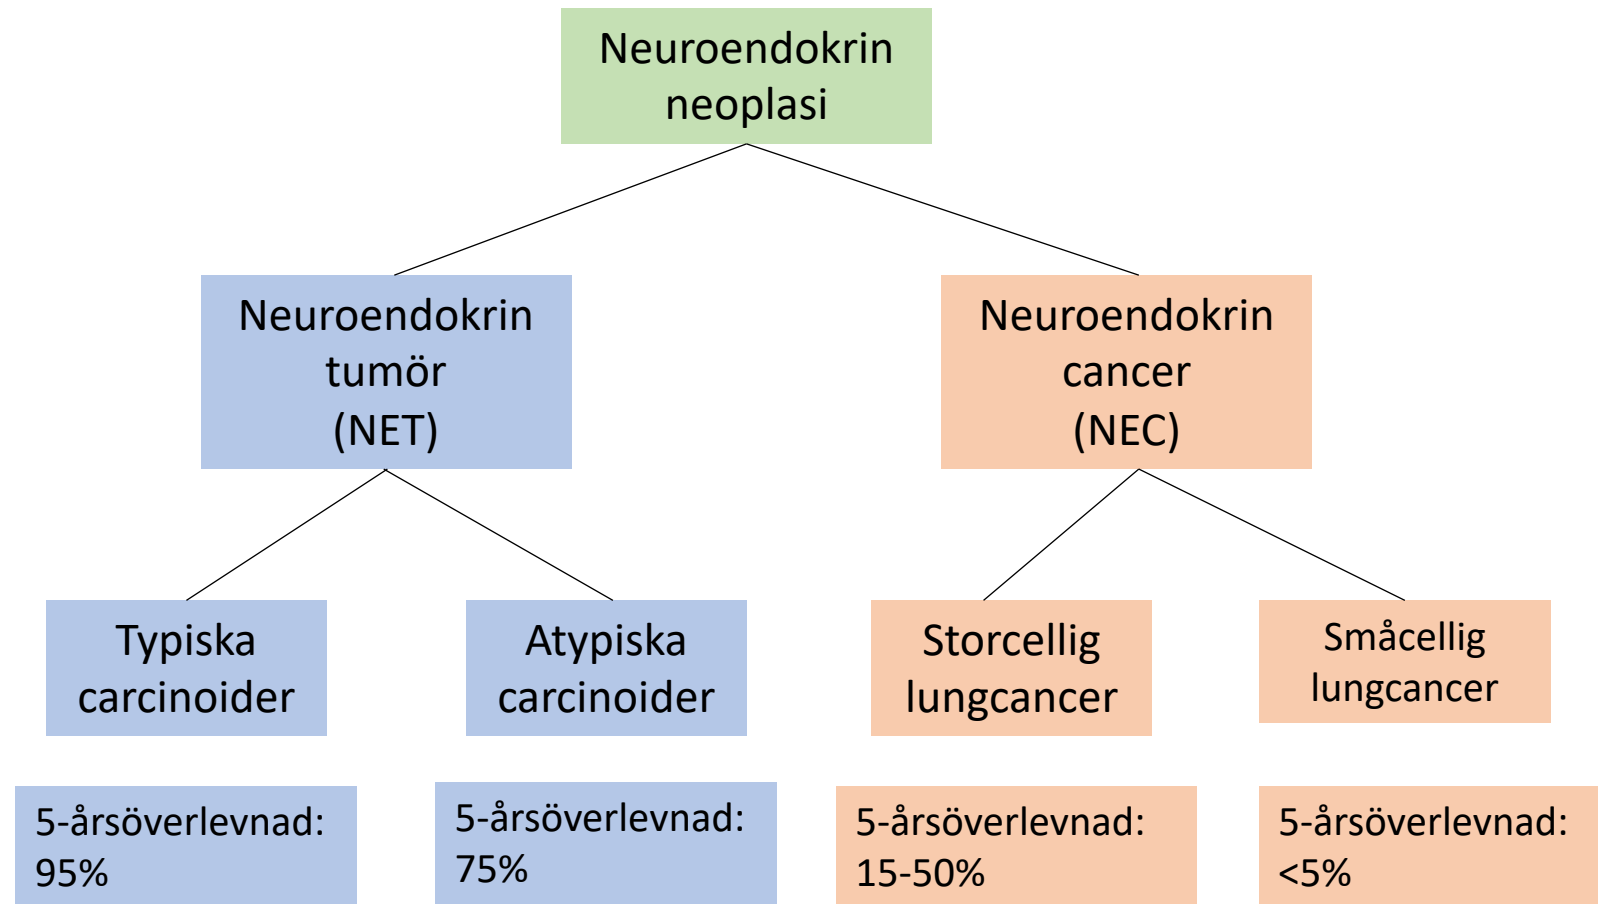 Neuroendokrin
neoplasi
Neuroendokrin
tumör
(NET)
Neuroendokrin
cancer
(NEC)
Typiska
carcinoider
Atypiska
carcinoider
Storcellig
lungcancer
Småcellig
lungcancer
5-årsöverlevnad:
95%
5-årsöverlevnad:
75%
5-årsöverlevnad:
15-50%
5-årsöverlevnad:
<5%